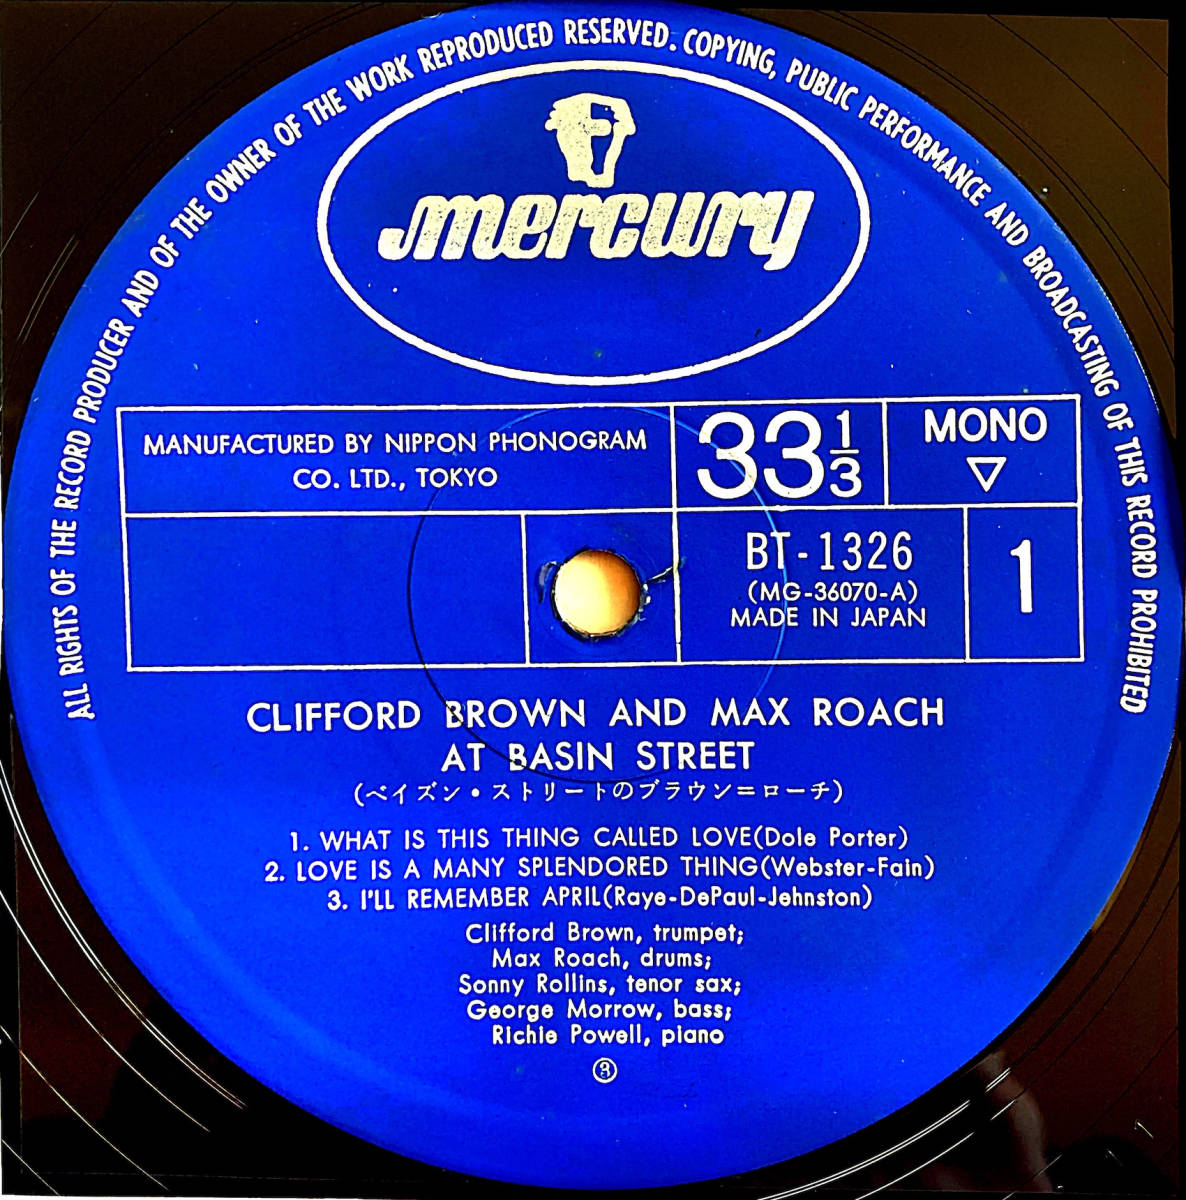 ALL RIGHTS OF THE RECORD PRODUCER AND OF THE OWNER OF THE WORK REPRODUCED RESERVED. COPYING, PUBLIC PERFORMANCE AND BROADCASTING OF THIS RECORD PROHIBITED
mercury
MANUFACTURED BY NIPPON PHONOGRAM
CO. LTD., TOKYO
33 1/3
MONO
▽
BT-1326
(MG-36070-A)
MADE IN JAPAN
1
CLIFFORD BROWN AND MAX ROACH
AT BASIN STREET
(ベイズン・ストリートのブラウン=ローチ)
1. WHAT IS THIS THING CALLED LOVE(Dole Porter)
2. LOVE IS A MANY SPLENDORED THING(Webster-Fain)
3. I'LL REMEMBER APRIL(Raye-DePaul-Jehnston)
Clifford Brown, trumpet;
Max Roach, drums;
Sonny Rollins, tenor sax;
George Morrow, bass;
Richie Powell, piano